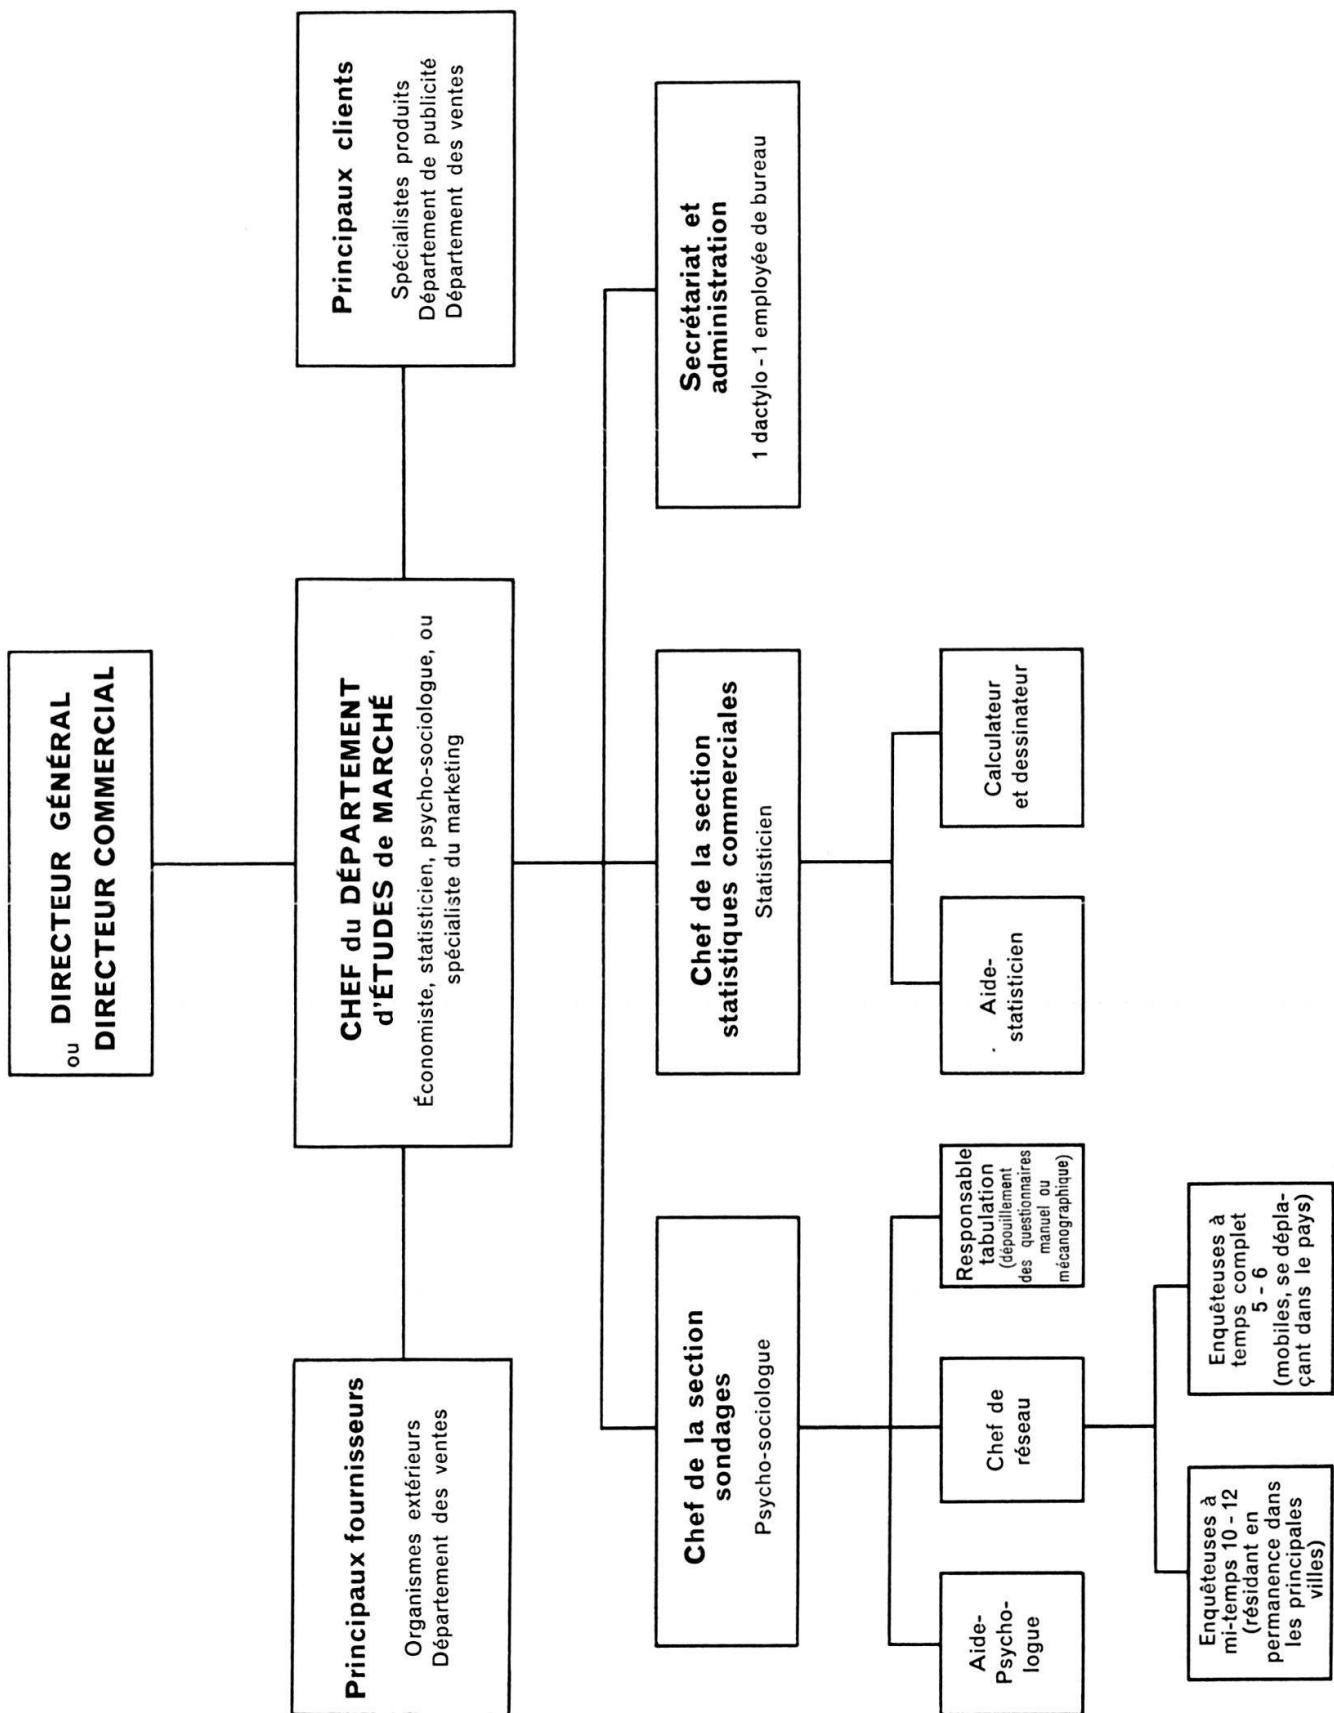 DIRECTEUR GÉNÉRAL
ou DIRECTEUR COMMERCIAL
Principaux fournisseurs
Organismes extérieurs
Département des ventes
CHEF du DÉPARTEMENT
d'ÉTUDES de MARCHÉ
Économiste, statisticien, psycho-sociologue, ou
spécialiste du marketing
Principaux clients
Spécialistes produits
Département de publicité
Département des ventes
Chef de la section
sondages
Psycho-sociologue
Chef de la section
statistiques commerciales
Statisticien
Secrétariat et
administration
1 dactylo - 1 employée de bureau
Aide-
Psycho-
logue
Chef de
réseau
Responsable
tabulation
(dépouillement
des questionnaires
manuel ou
mécanographique)
Aide-
statisticien
Calculateur
et dessinateur
Enquêteuses à
mi-temps 10 - 12
(résidant en
permanence dans
les principales
villes)
Enquêteuses à
temps complet
5 - 6
(mobiles, se dépla-
çant dans le pays)